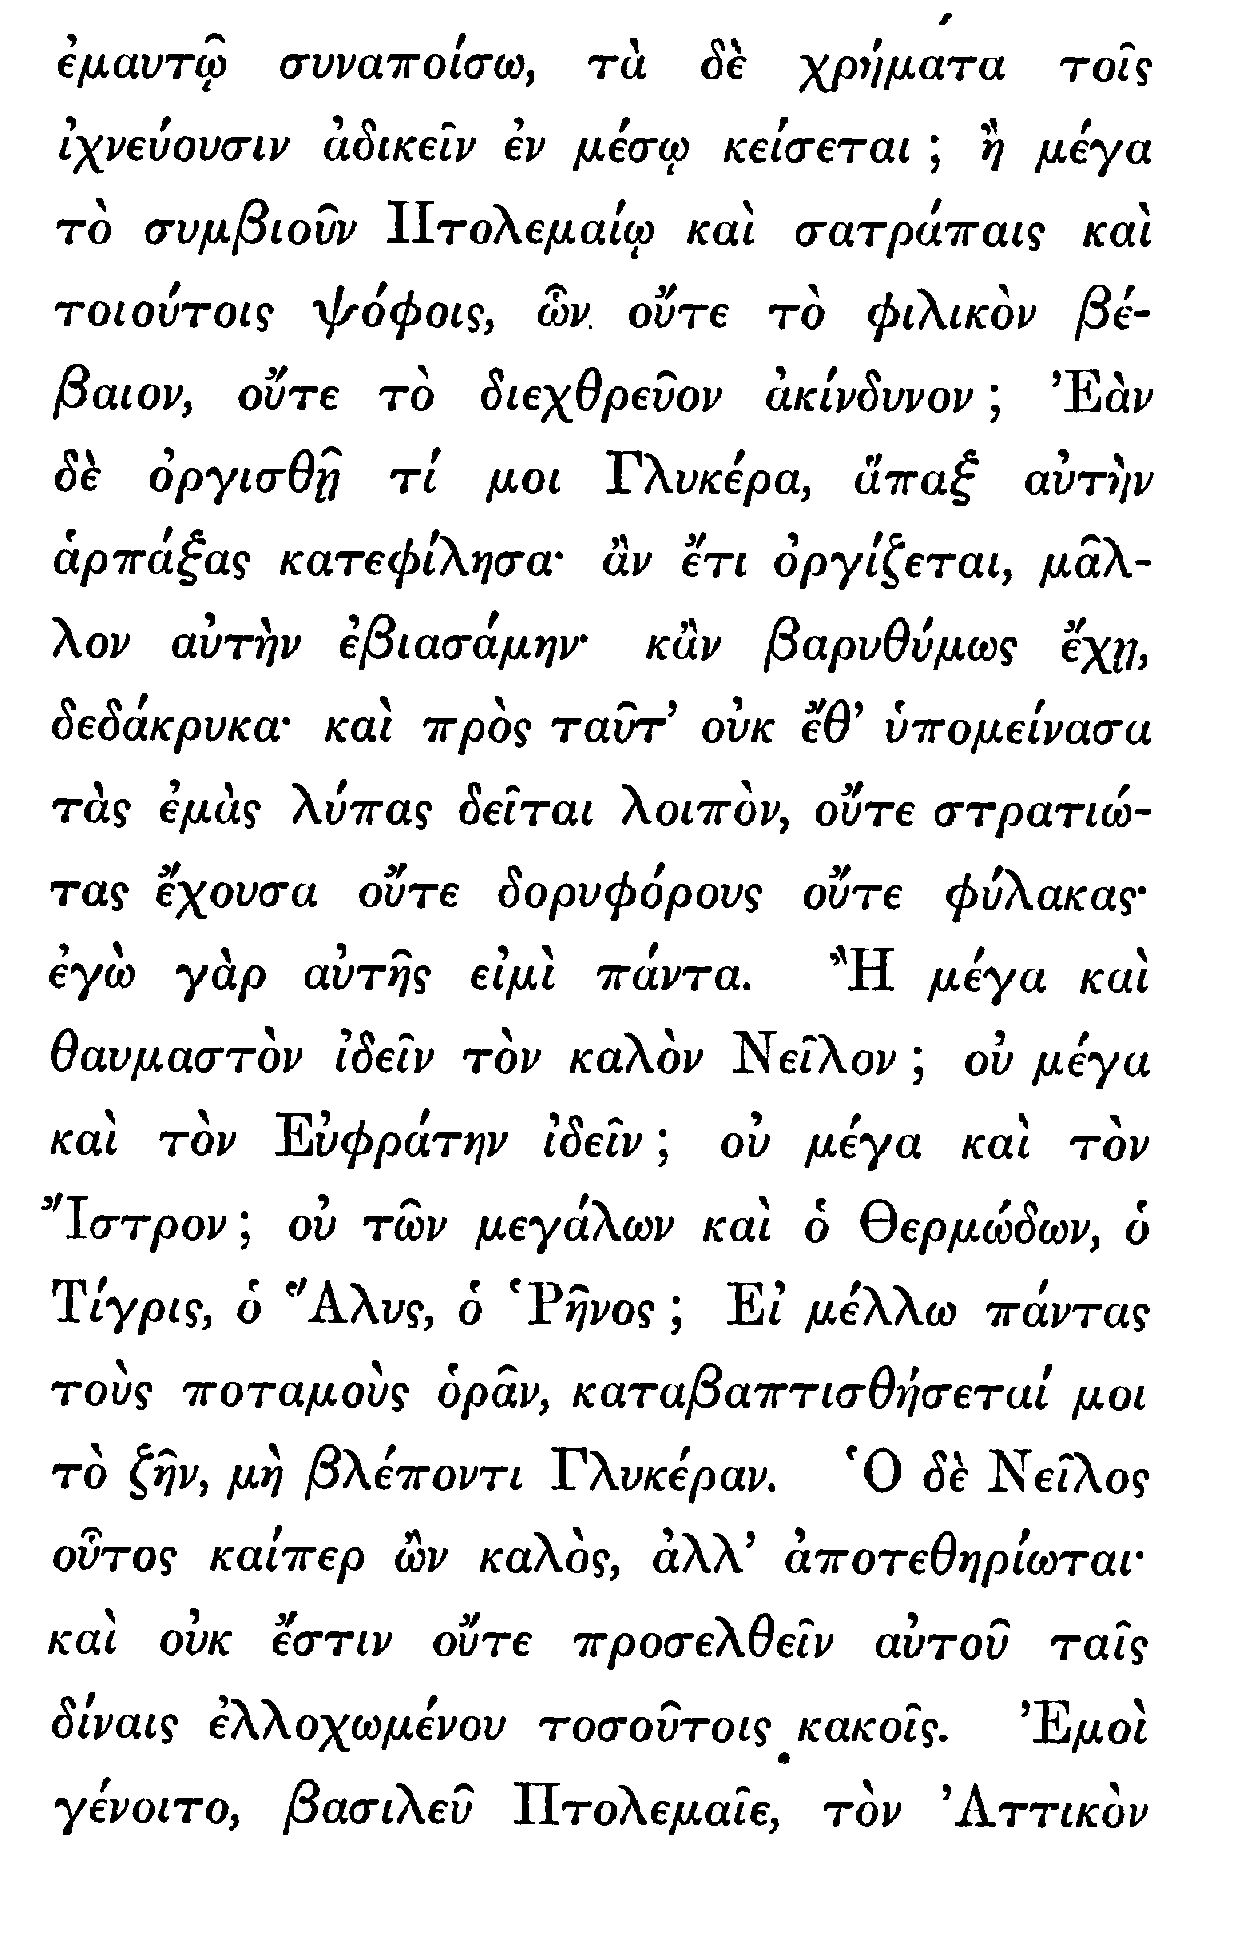 ἐμαυτῷ συναποίσω, τὰ δὲ χρήματα τοῖς
ἰχνεύουσιν ἀδικεῖν ἐν μέσῳ κείσεται ; ἢ μέγα
τὸ συμβιοῦν Πτολεμαίῳ καὶ σατράπαις καὶ
τοιούτοις ψόφοις, ὧν οὔτε τὸ φιλικὸν βέ-
βαιον, οὔτε τὸ διεχθρεῦον ἀκίνδυνον ; Ἐὰν
δὲ ὀργισθῇ τί μοι Γλυκέρα, ἅπαξ αὐτὴν
ἁρπάξας κατεφίλησα· ἂν ἔτι ὀργίζεται, μᾶλ-
λον αὐτὴν ἐβιασάμην· κἂν βαρυθύμως ἔχῃ,
δεδάκρυκα· καὶ πρὸς ταῦτ’ οὐκ ἔθ’ ὑπομείνασα
τὰς ἐμὰς λύπας δεῖται λοιπὸν, οὔτε στρατιώ-
τας ἔχουσα οὔτε δορυφόρους οὔτε φύλακας·
ἐγὼ γὰρ αὐτῆς εἰμὶ πάντα. Ἢ μέγα καὶ
θαυμαστὸν ἰδεῖν τὸν καλὸν Νεῖλον ; οὐ μέγα
καὶ τὸν Εὐφράτην ἰδεῖν ; οὐ μέγα καὶ τὸν
Ἴστρον ; οὐ τῶν μεγάλων καὶ ὁ Θερμώδων, ὁ
Τίγρις, ὁ Ἅλυς, ὁ Ῥῆνος ; Εἰ μέλλω πάντας
τοὺς ποταμοὺς ὁρᾶν, καταβαπτισθήσεταί μοι
τὸ ζῆν, μὴ βλέποντι Γλυκέραν. Ὁ δὲ Νεῖλος
οὗτος καίπερ ὢν καλὸς, ἀλλ’ ἀποτεθηρίωται·
καὶ οὐκ ἔστιν οὔτε προσελθεῖν αὐτοῦ ταῖς
δίναις ἐλλοχωμένου τοσούτοις κακοῖς. Ἐμοὶ
γένοιτο, βασιλεῦ Πτολεμαῖε, τὸν Ἀττικὸν